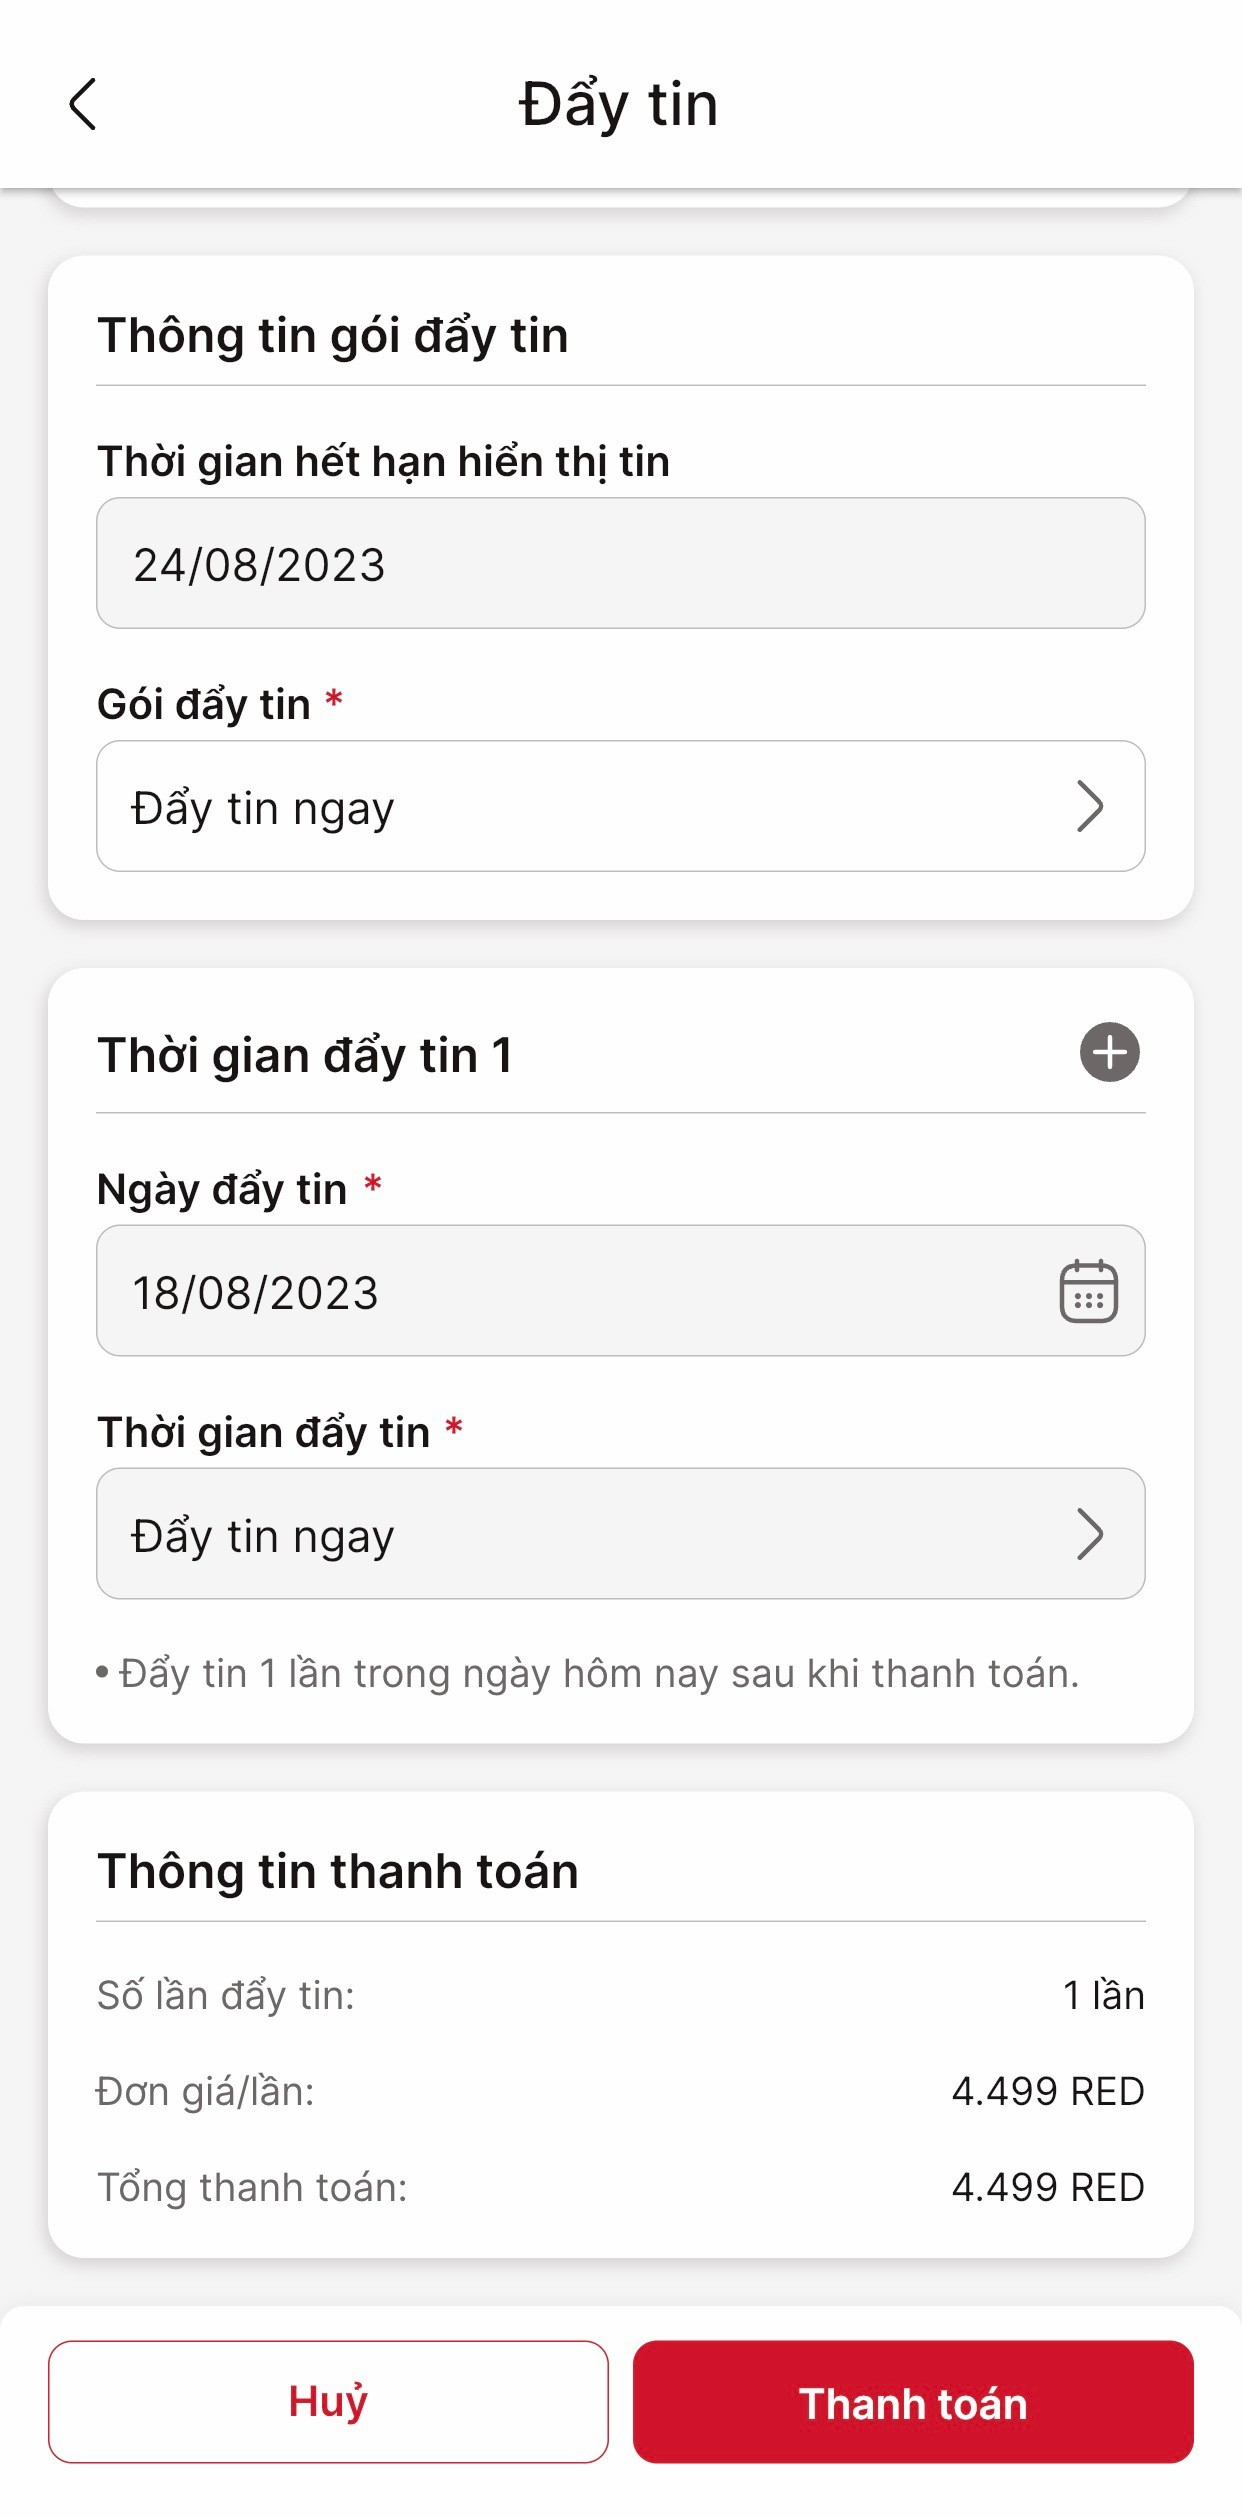 Đẩy tin
Thông tin gói đẩy tin
Thời gian hết hạn hiển thị tin
24/08/2023
Gói đẩy tin *
Đẩy tin ngay
Thời gian đẩy tin 1
Ngày đẩy tin *
18/08/2023
Thời gian đẩy tin *
Đẩy tin ngay
• Đẩy tin 1 lần trong ngày hôm nay sau khi thanh toán.
Thông tin thanh toán
Số lần đẩy tin: 1 lần
Đơn giá/lần: 4.499 RED
Tổng thanh toán: 4.499 RED
Huỷ Thanh toán